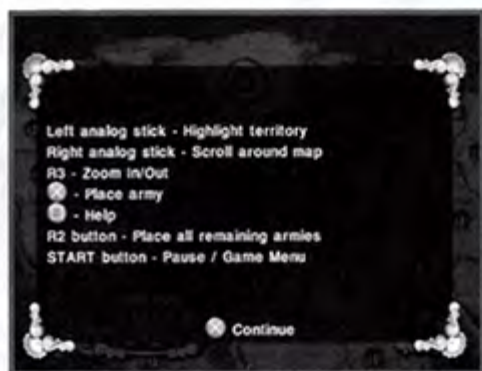 Left analog stick - Highlight territory
Right analog stick - Scroll around map
R3 - Zoom In/Out
- Place army
- Help
R2 button - Place all remaining armies
START button - Pause / Game Menu
Continue